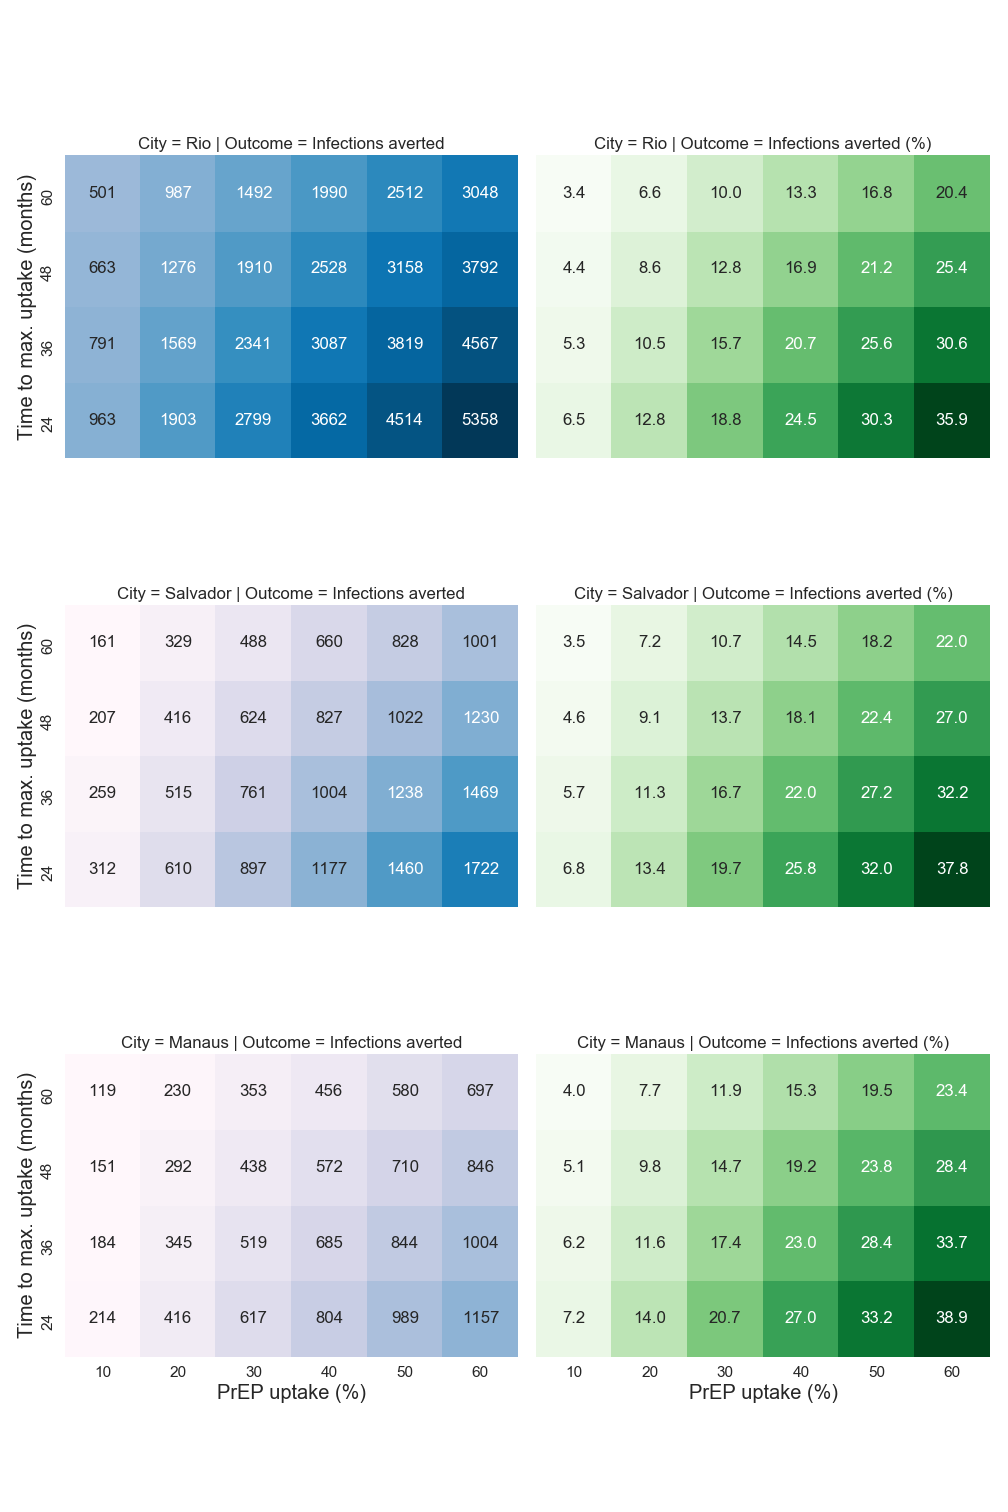 City = Rio | Outcome = Infections averted
City = Rio | Outcome = Infections averted (%)
Time to max. uptake (months)
60 501 987 1492 1990 2512 3048 3.4 6.6 10.0 13.3 16.8 20.4
48 663 1276 1910 2528 3158 3792 4.4 8.6 12.8 16.9 21.2 25.4
36 791 1569 2341 3087 3819 4567 5.3 10.5 15.7 20.7 25.6 30.6
24 963 1903 2799 3662 4514 5358 6.5 12.8 18.8 24.5 30.3 35.9
City = Salvador | Outcome = Infections averted
City = Salvador | Outcome = Infections averted (%)
Time to max. uptake (months)
60 161 329 488 660 828 1001 3.5 7.2 10.7 14.5 18.2 22.0
48 207 416 624 827 1022 1230 4.6 9.1 13.7 18.1 22.4 27.0
36 259 515 761 1004 1238 1469 5.7 11.3 16.7 22.0 27.2 32.2
24 312 610 897 1177 1460 1722 6.8 13.4 19.7 25.8 32.0 37.8
City = Manaus | Outcome = Infections averted
City = Manaus | Outcome = Infections averted (%)
Time to max. uptake (months)
60 119 230 353 456 580 697 4.0 7.7 11.9 15.3 19.5 23.4
48 151 292 438 572 710 846 5.1 9.8 14.7 19.2 23.8 28.4
36 184 345 519 685 844 1004 6.2 11.6 17.4 23.0 28.4 33.7
24 214 416 617 804 989 1157 7.2 14.0 20.7 27.0 33.2 38.9
10 20 30 40 50 60 10 20 30 40 50 60
PrEP uptake (%)
PrEP uptake (%)